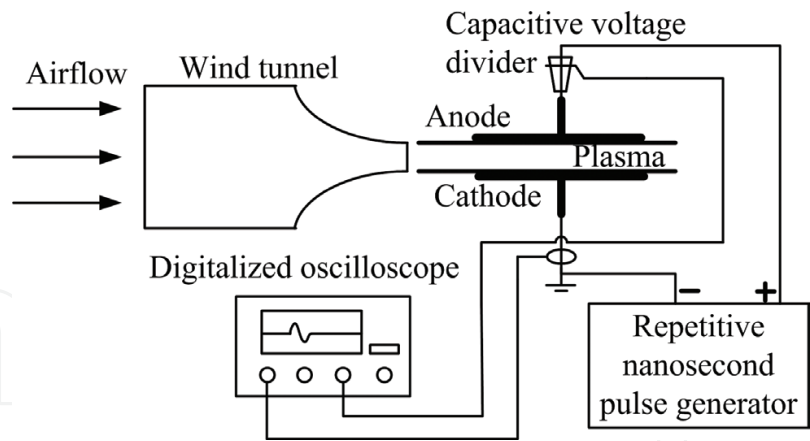 Capacitive voltage
divider
Airflow
Wind tunnel
Anode
Plasma
Cathode
Digitalized oscilloscope
− +
Repetitive
nanosecond
pulse generator